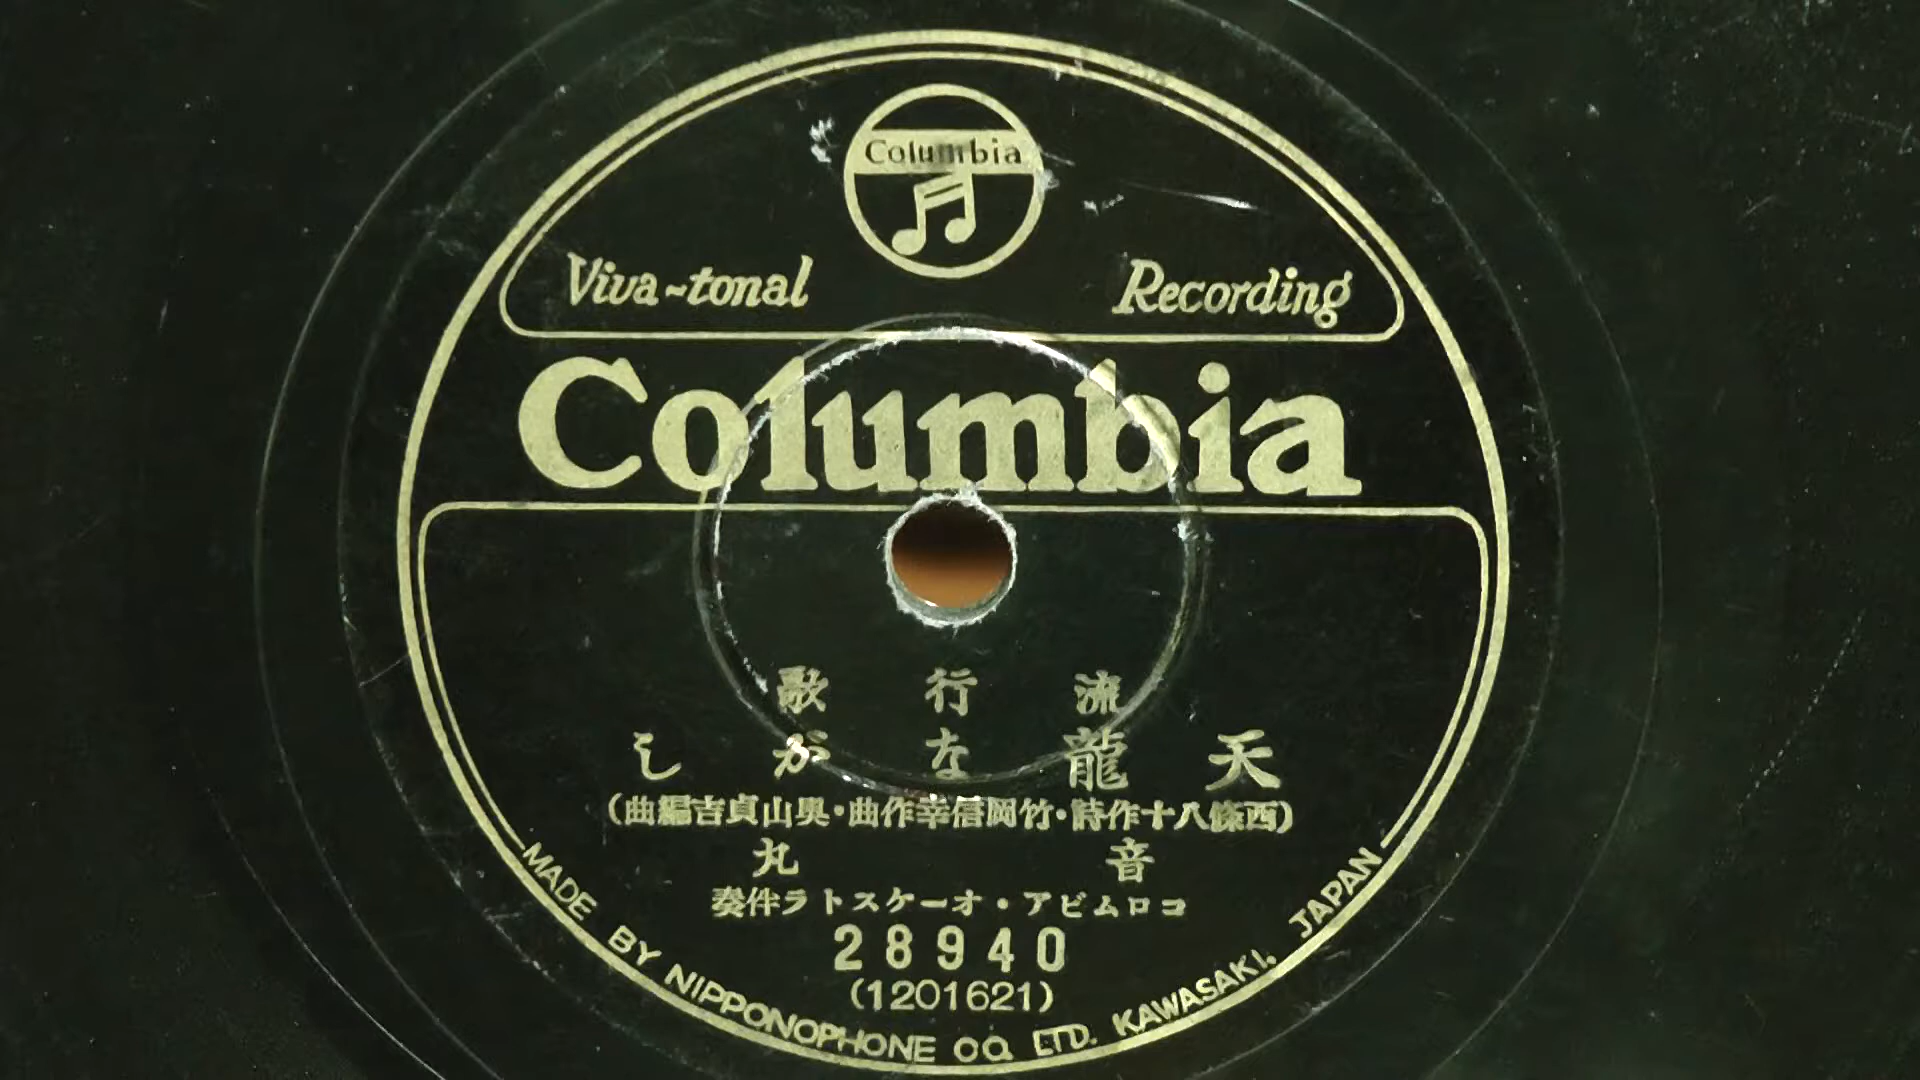 Columbia
Viva-tonal Recording
Columbia
流行歌
天龍ながし
(西條八十作詩・竹岡信幸作曲・奥山貞吉編曲)
音丸
コロムビア・オーケストラ伴奏
28940
(1201621)
MADE BY NIPPONOPHONE CO. LTD. KAWASAKI, JAPAN